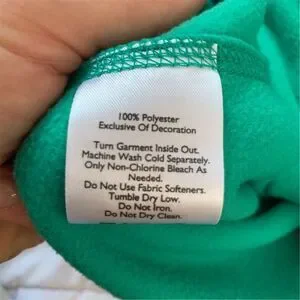 100% Polyester
Exclusive Of Decoration
Turn Garment Inside Out.
Machine Wash Cold Separately.
Only Non-Chlorine Bleach As
Needed.
Do Not Use Fabric Softeners.
Tumble Dry Low.
Do Not Iron.
Do Not Dry Clean.